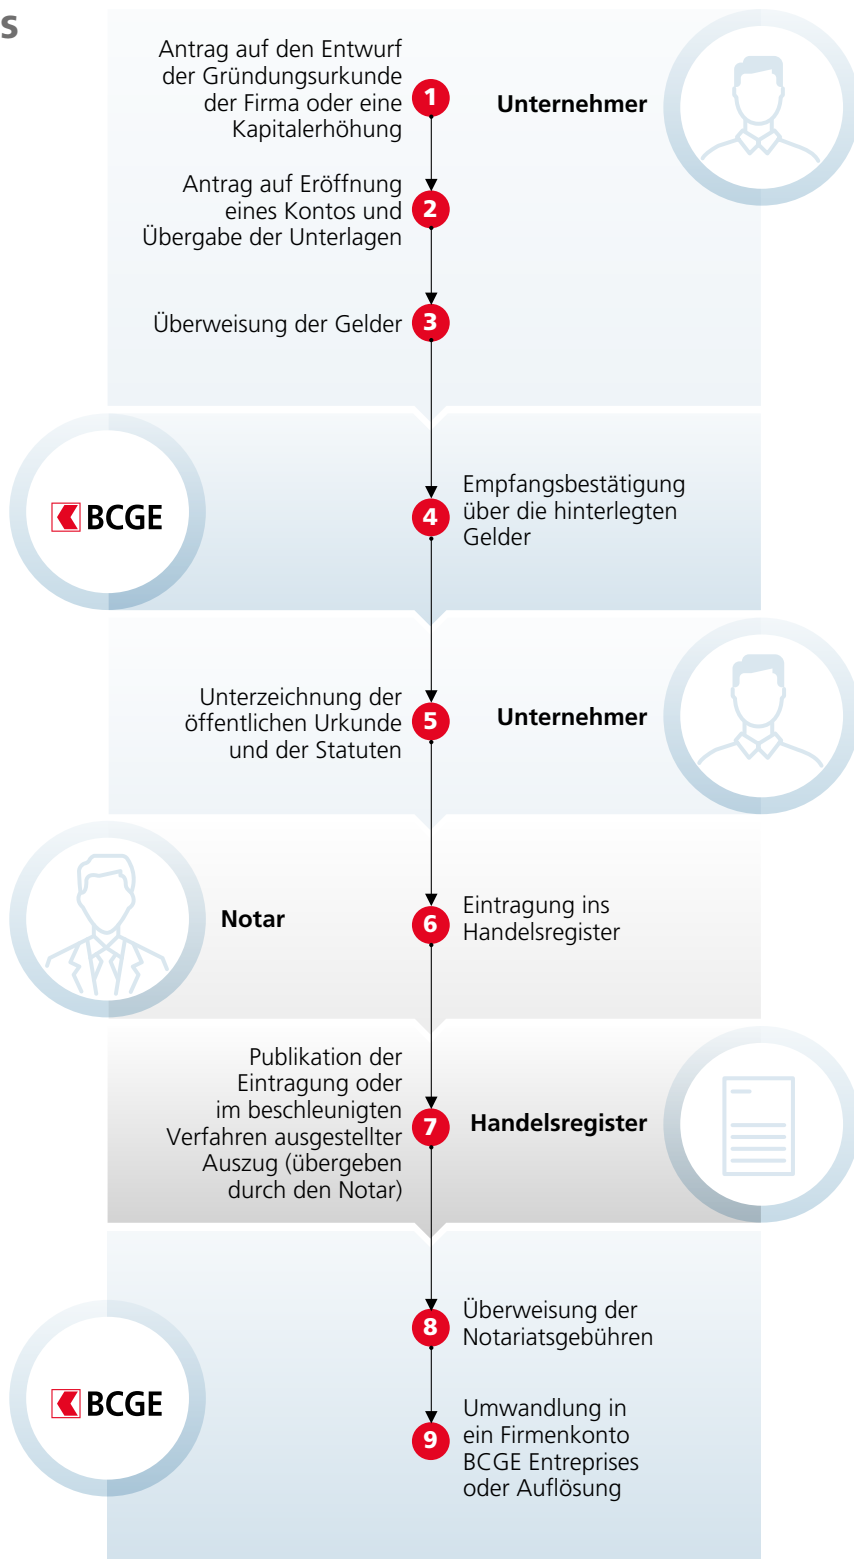 s
Antrag auf den Entwurf
der Gründungsurkunde
der Firma oder eine
Kapitalerhöhung
1
Unternehmer
Antrag auf Eröffnung
eines Kontos und
Übergabe der Unterlagen
2
Überweisung der Gelder
3
BCGE
4
Empfangsbestätigung
über die hinterlegten
Gelder
Unterzeichnung der
öffentlichen Urkunde
und der Statuten
5
Unternehmer
Notar
6
Eintragung ins
Handelsregister
Publikation der
Eintragung oder
im beschleunigten
Verfahren ausgestellter
Auszug (übergeben
durch den Notar)
7
Handelsregister
8
Überweisung der
Notariatsgebühren
BCGE
9
Umwandlung in
ein Firmenkonto
BCGE Entreprises
oder Auflösung